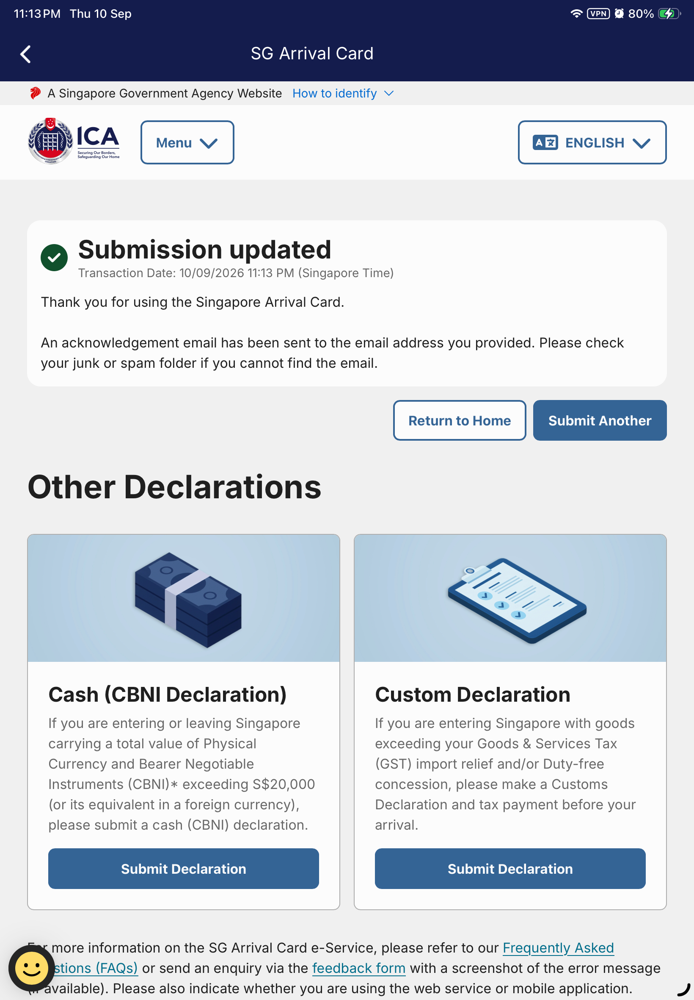 11:13 PM Thu 10 Sep
VPN 80%
SG Arrival Card
A Singapore Government Agency Website How to identify
ICA
Securing Our Borders,
Safeguarding Our Home
Menu
A 文 ENGLISH
Submission updated
Transaction Date: 10/09/2026 11:13 PM (Singapore Time)
Thank you for using the Singapore Arrival Card.
An acknowledgement email has been sent to the email address you provided. Please check
your junk or spam folder if you cannot find the email.
Return to Home Submit Another
Other Declarations
Cash (CBNI Declaration)
If you are entering or leaving Singapore
carrying a total value of Physical
Currency and Bearer Negotiable
Instruments (CBNI)* exceeding S$20,000
(or its equivalent in a foreign currency),
please submit a cash (CBNI) declaration.
Submit Declaration
Custom Declaration
If you are entering Singapore with goods
exceeding your Goods & Services Tax
(GST) import relief and/or Duty-free
concession, please make a Customs
Declaration and tax payment before your
arrival.
Submit Declaration
For more information on the SG Arrival Card e-Service, please refer to our Frequently Asked
stions (FAQs) or send an enquiry via the feedback form with a screenshot of the error message
(if available). Please also indicate whether you are using the web service or mobile application.